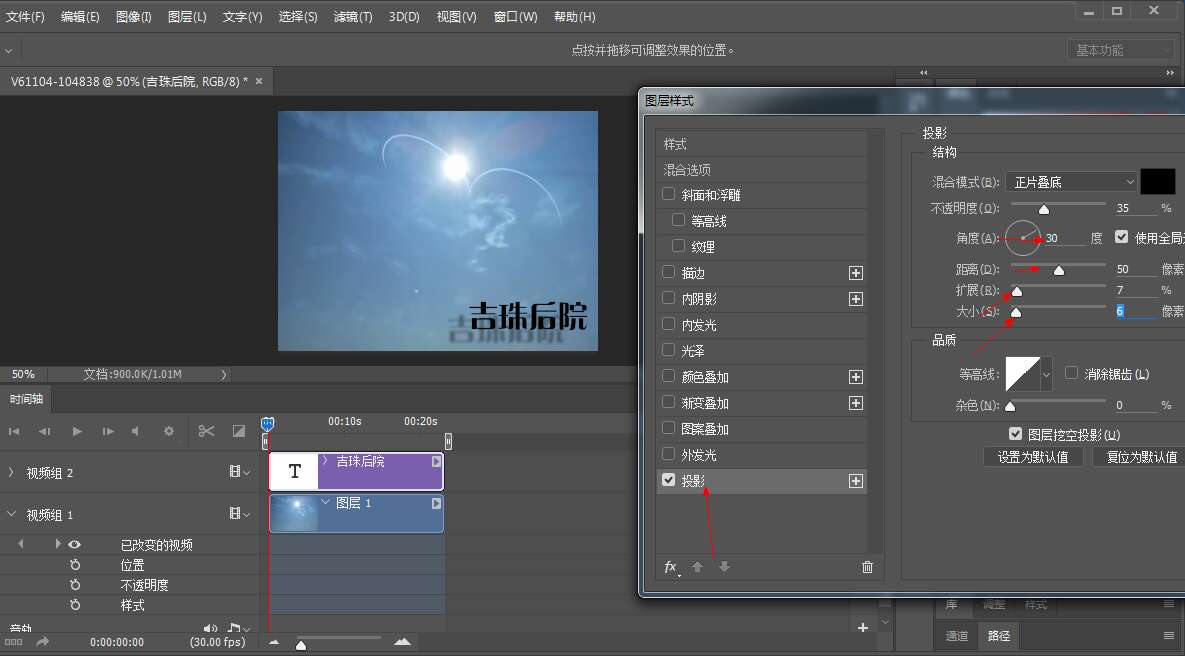 文件(F) 编辑(E) 图像(I) 图层(L) 文字(Y) 选择(S) 滤镜(T) 3D(D) 视图(V) 窗口(W) 帮助(H)
点按并拖移可调整效果的位置。
基本功能
V61104-104838 @ 50% (吉珠后院, RGB/8) * ×
吉珠后院
50% 文档:900.0K/1.01M
时间轴
00:10s 00:20s
视频组 2
T 吉珠后院
视频组 1
图层 1
已改变的视频
位置
不透明度
样式
音轨
0:00:00:00 (30.00 fps)
图层样式
样式
混合选项
斜面和浮雕
等高线
纹理
描边
内阴影
内发光
光泽
颜色叠加
渐变叠加
图案叠加
外发光
投影
fx
投影
结构
混合模式(B): 正片叠底
不透明度(O): 35 %
角度(A): 30 度 使用全局
距离(D): 50 像素
扩展(R): 7 %
大小(S): 6 像素
品质
等高线: 消除锯齿 (L)
杂色(N): 0 %
图层挖空投影(U)
设置为默认值 复位为默认值
库 调整 样式
通道 路径